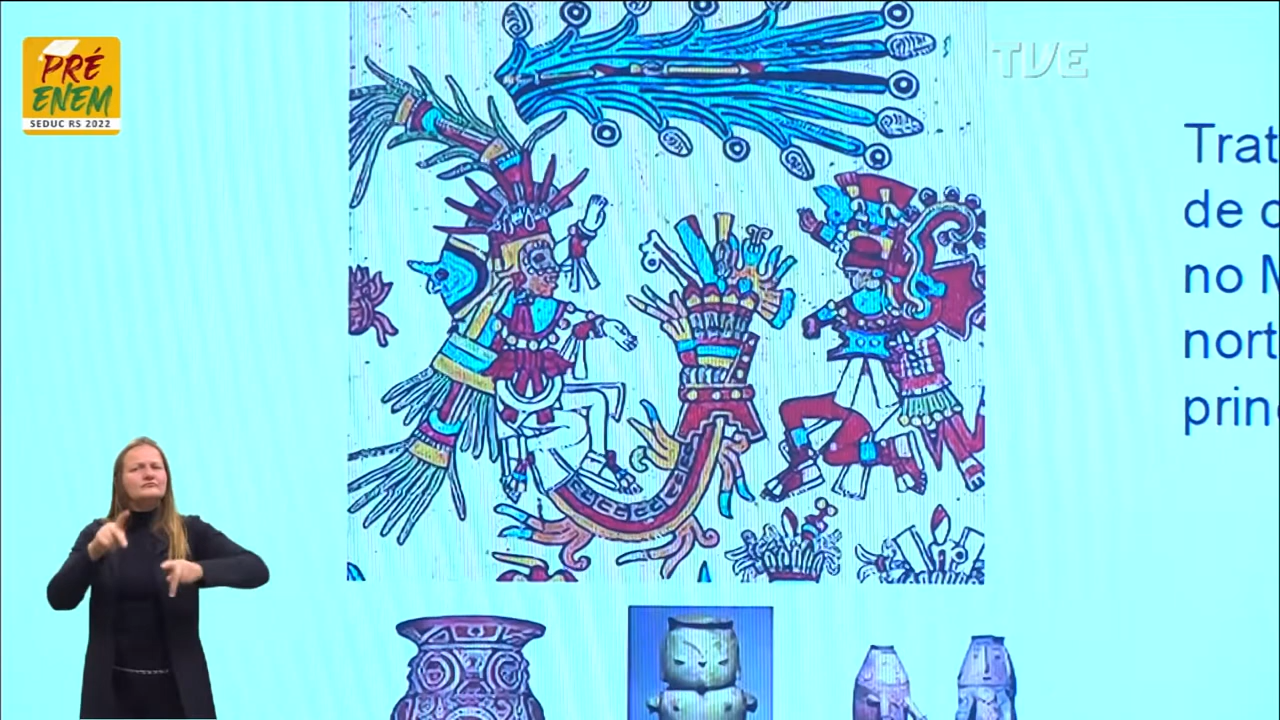 PRÉ
ENEM
SEDUC RS 2022
TVE
Trat
de
no
nort
prin